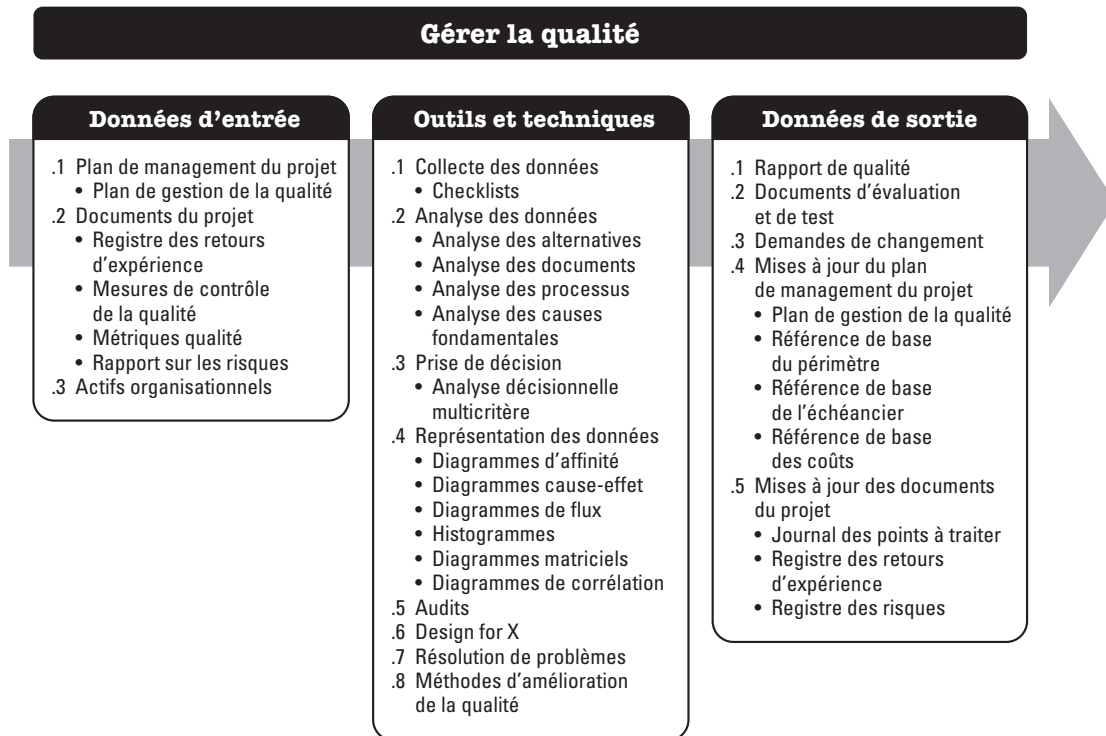 Gérer la qualité
Données d'entrée
.1 Plan de management du projet
• Plan de gestion de la qualité
.2 Documents du projet
• Registre des retours
d'expérience
• Mesures de contrôle
de la qualité
• Métriques qualité
• Rapport sur les risques
.3 Actifs organisationnels
Outils et techniques
.1 Collecte des données
• Checklists
.2 Analyse des données
• Analyse des alternatives
• Analyse des documents
• Analyse des processus
• Analyse des causes
fondamentales
.3 Prise de décision
• Analyse décisionnelle
multicritère
.4 Représentation des données
• Diagrammes d'affinité
• Diagrammes cause-effet
• Diagrammes de flux
• Histogrammes
• Diagrammes matriciels
• Diagrammes de corrélation
.5 Audits
.6 Design for X
.7 Résolution de problèmes
.8 Méthodes d'amélioration
de la qualité
Données de sortie
.1 Rapport de qualité
.2 Documents d'évaluation
et de test
.3 Demandes de changement
.4 Mises à jour du plan
de management du projet
• Plan de gestion de la qualité
• Référence de base
du périmètre
• Référence de base
de l'échéancier
• Référence de base
des coûts
.5 Mises à jour des documents
du projet
• Journal des points à traiter
• Registre des retours
d'expérience
• Registre des risques